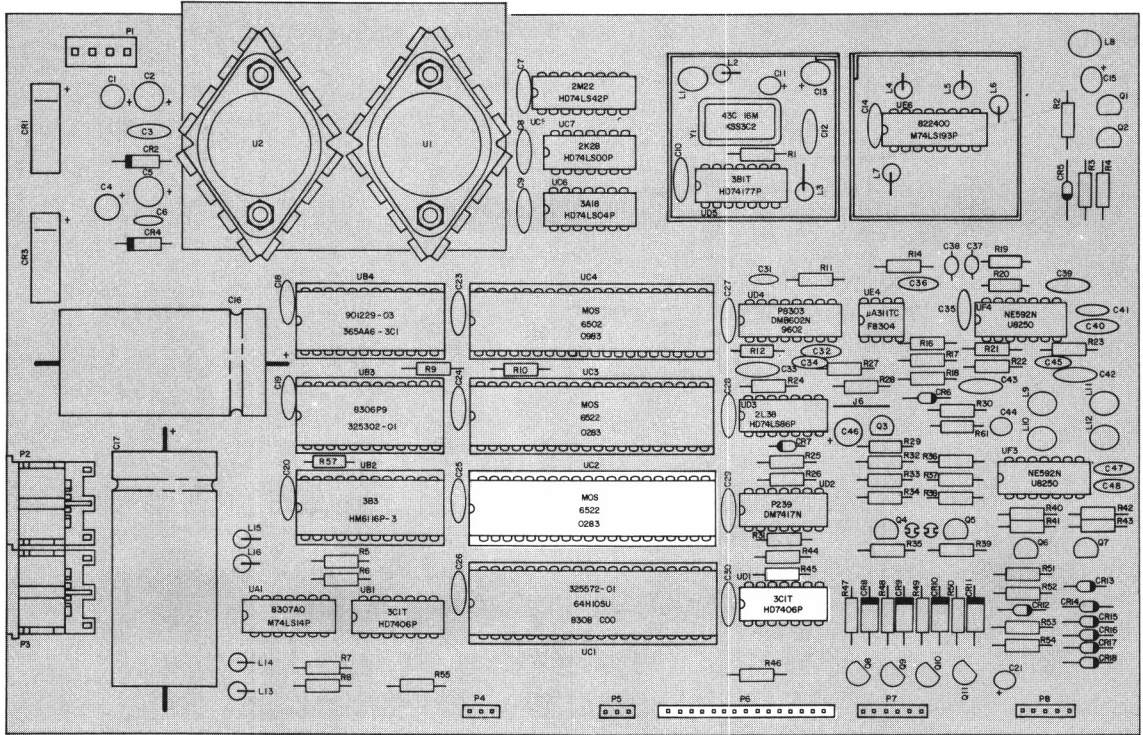 P1
C1
C2
CR1
C3
CR2
C5
C4
C6
CR4
CR3
U2
U1
C7
2M22
HD74LS42P
C8
UC7
2K2B
HD74LS00P
C9
UC6
3A18
HD74LS04P
L1
L2
C11
C13
Y1
43C 16M
KSS3C2
C12
C10
R1
3B1T
HD74177P
UD5
L3
L4
L5
L6
C14
UE6
822400
M74LS193P
L7
L8
C15
R2
Q1
Q2
CR5
R3
R4
C16
C18
UB4
901229-03
365AA6-3C1
C23
UC4
MOS
6502
0983
C27
C31
R11
UD4
P8303
DM8602N
9602
R14
C36
UE4
µA311TC
F8304
C38
C37
R19
R20
C39
C35
UF4
NE592N
U8250
C41
C40
R9
R10
R12
C32
C33
C34
R27
R24
R28
R16
R17
R18
R21
R22
R23
C45
C42
C43
C19
UB3
8306P9
325302-01
C24
UC3
MOS
6522
0283
C28
UD3
2L38
HD74LS86P
J6
C46
Q3
CR6
R30
R61
C44
L9
L10
L11
L12
C17
R57
CR7
R25
R26
R29
R32
R33
R34
R36
R37
R38
UF3
NE592N
U8250
C47
C48
P2
C20
UB2
3B3
HM6116P-3
C25
UC2
MOS
6522
0283
C29
UD2
P239
DM7417N
R31
R44
R45
Q4
Q5
R35
R39
R40
R41
R42
R43
Q6
Q7
L15
L16
R5
R6
P3
UA1
8307A0
M74LS14P
UB1
3C1T
HD7406P
C26
325572-01
64H105U
8308 C00
UC1
C30
UD1
3C1T
HD7406P
R47
CR8
R48
CR9
R49
CR10
R50
CR11
R51
R52
CR12
R53
R54
CR13
CR14
CR15
CR16
CR17
CR18
L14
L13
R7
R8
R55
R46
Q8
Q9
Q10
Q11
C21
P4
P5
P6
P7
P8